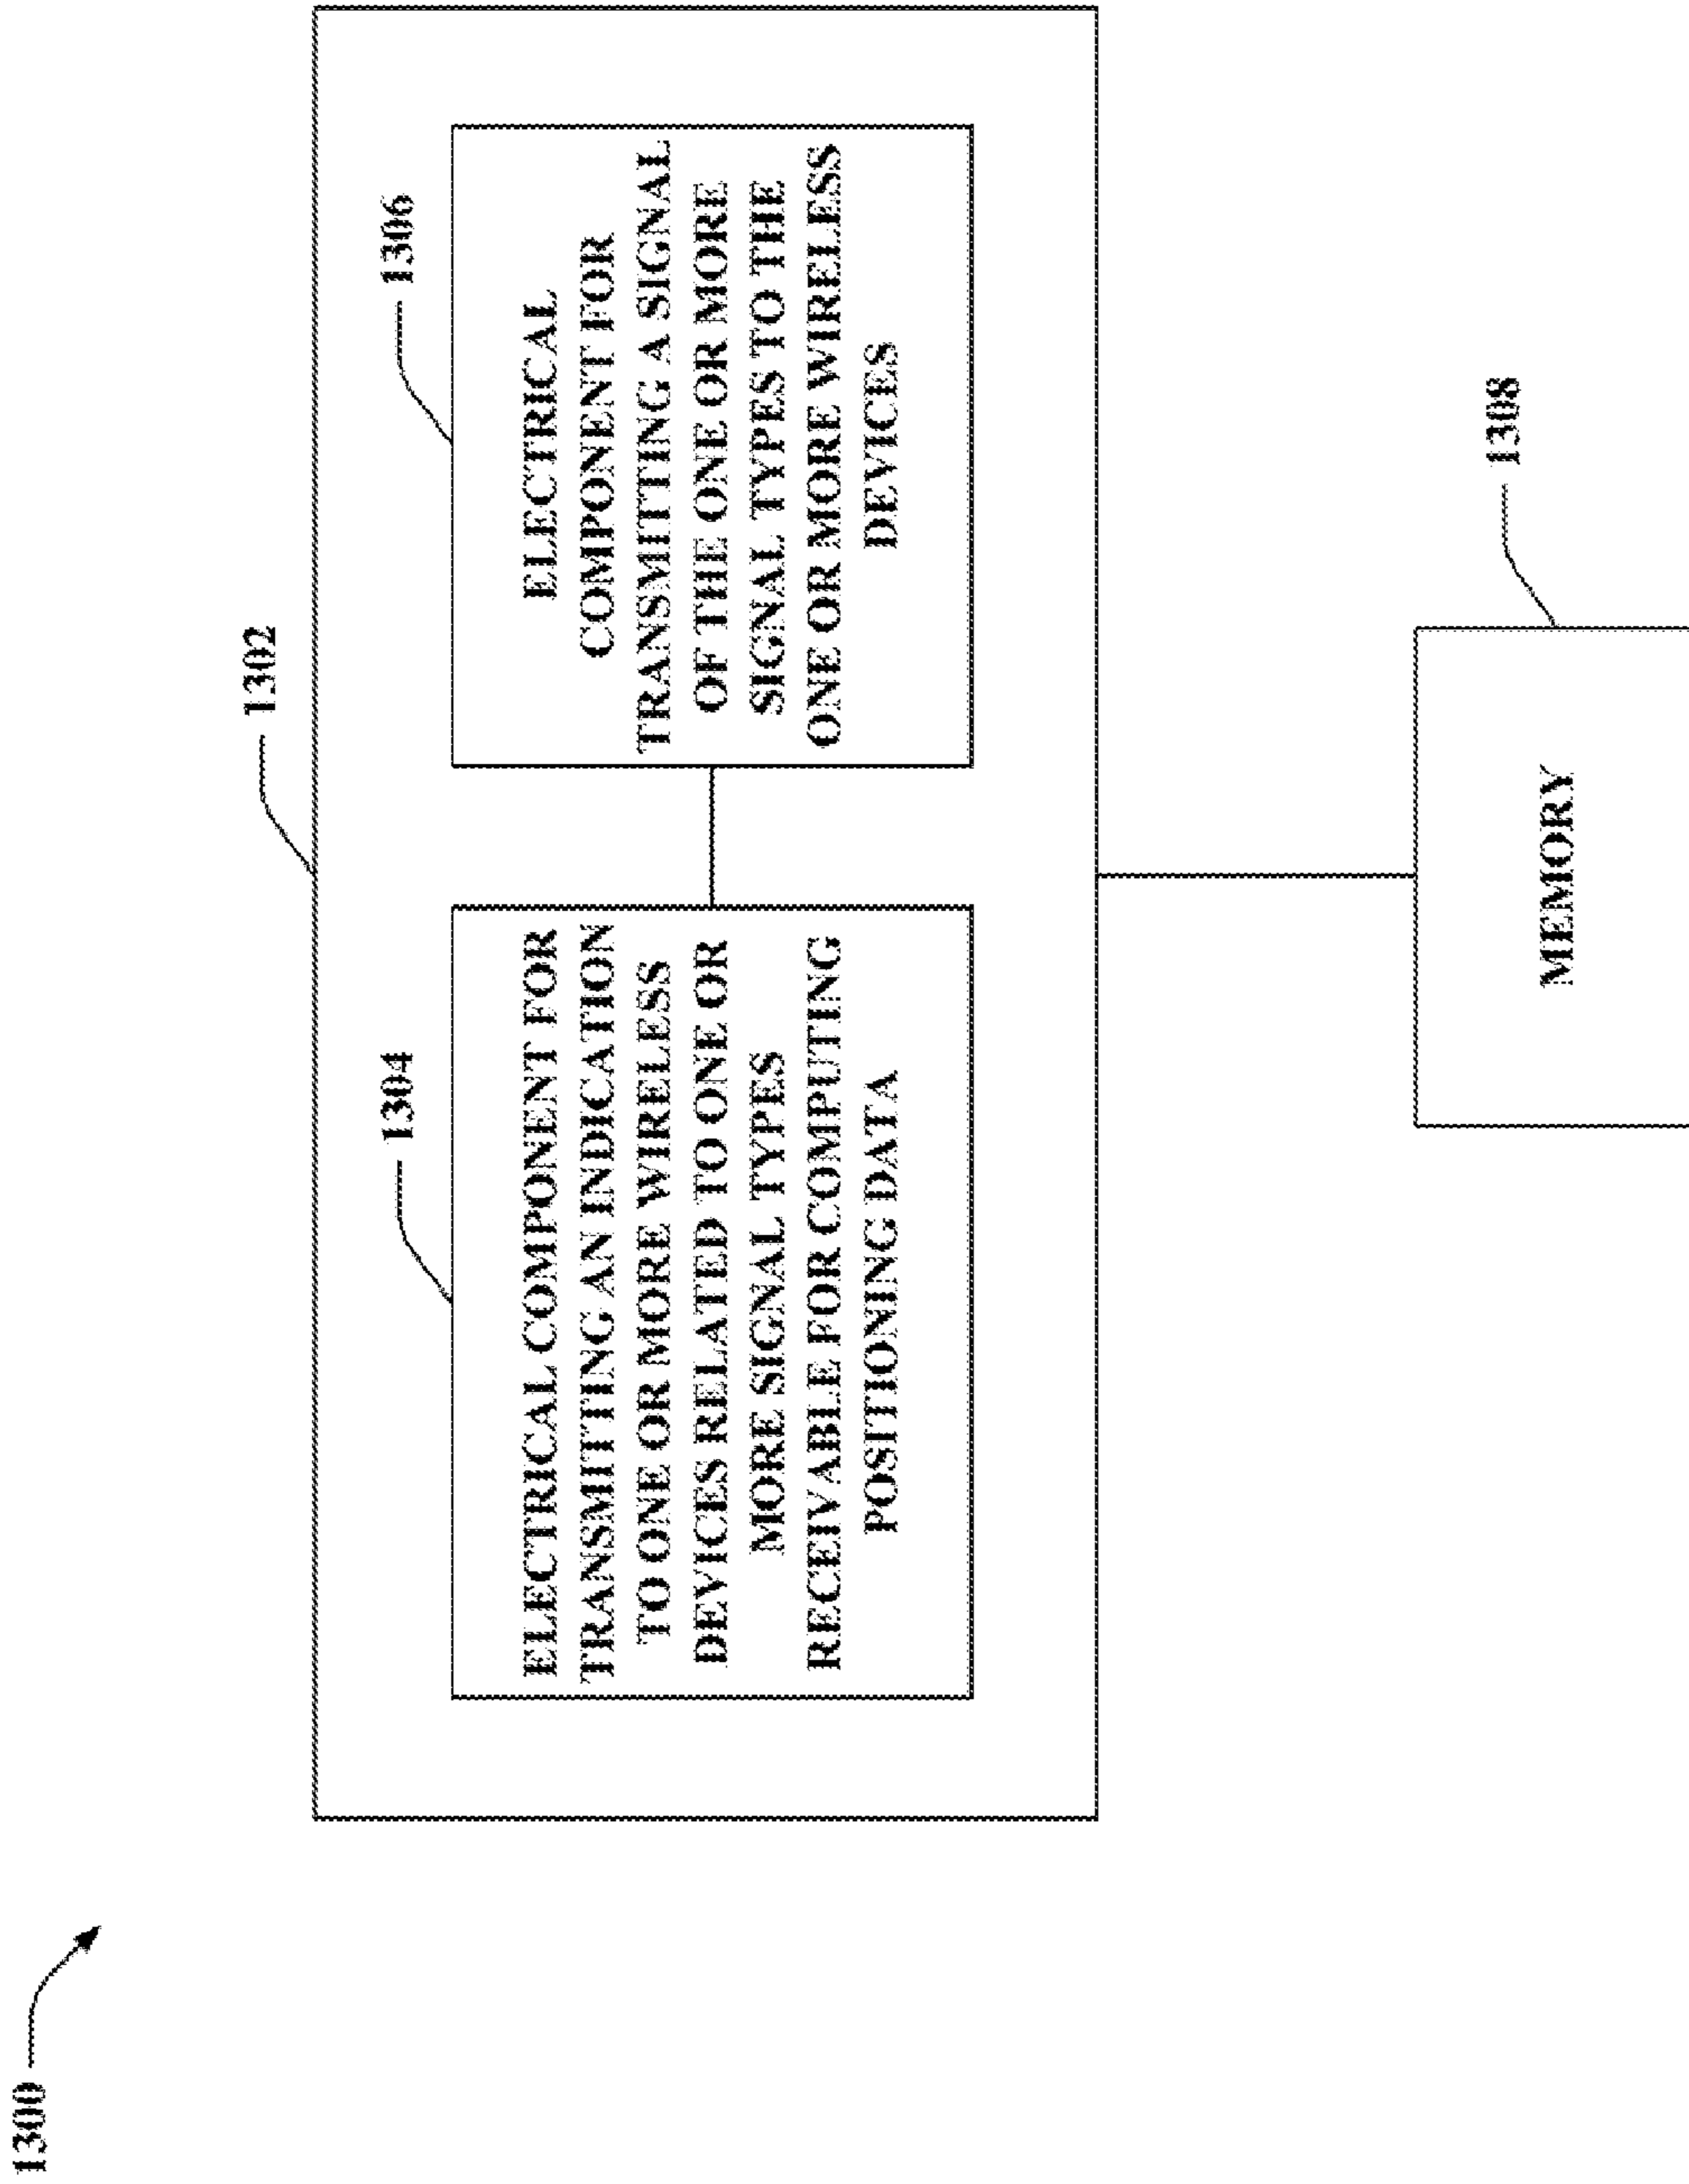 1300
1302
1304
ELECTRICAL COMPONENT FOR
TRANSMITTING AN INDICATION
TO ONE OR MORE WIRELESS
DEVICES RELATED TO ONE OR
MORE SIGNAL TYPES
RECEIVABLE FOR COMPUTING
POSITIONING DATA
1306
ELECTRICAL
COMPONENT FOR
TRANSMITTING A SIGNAL
OF THE ONE OR MORE
SIGNAL TYPES TO THE
ONE OR MORE WIRELESS
DEVICES
1308
MEMORY